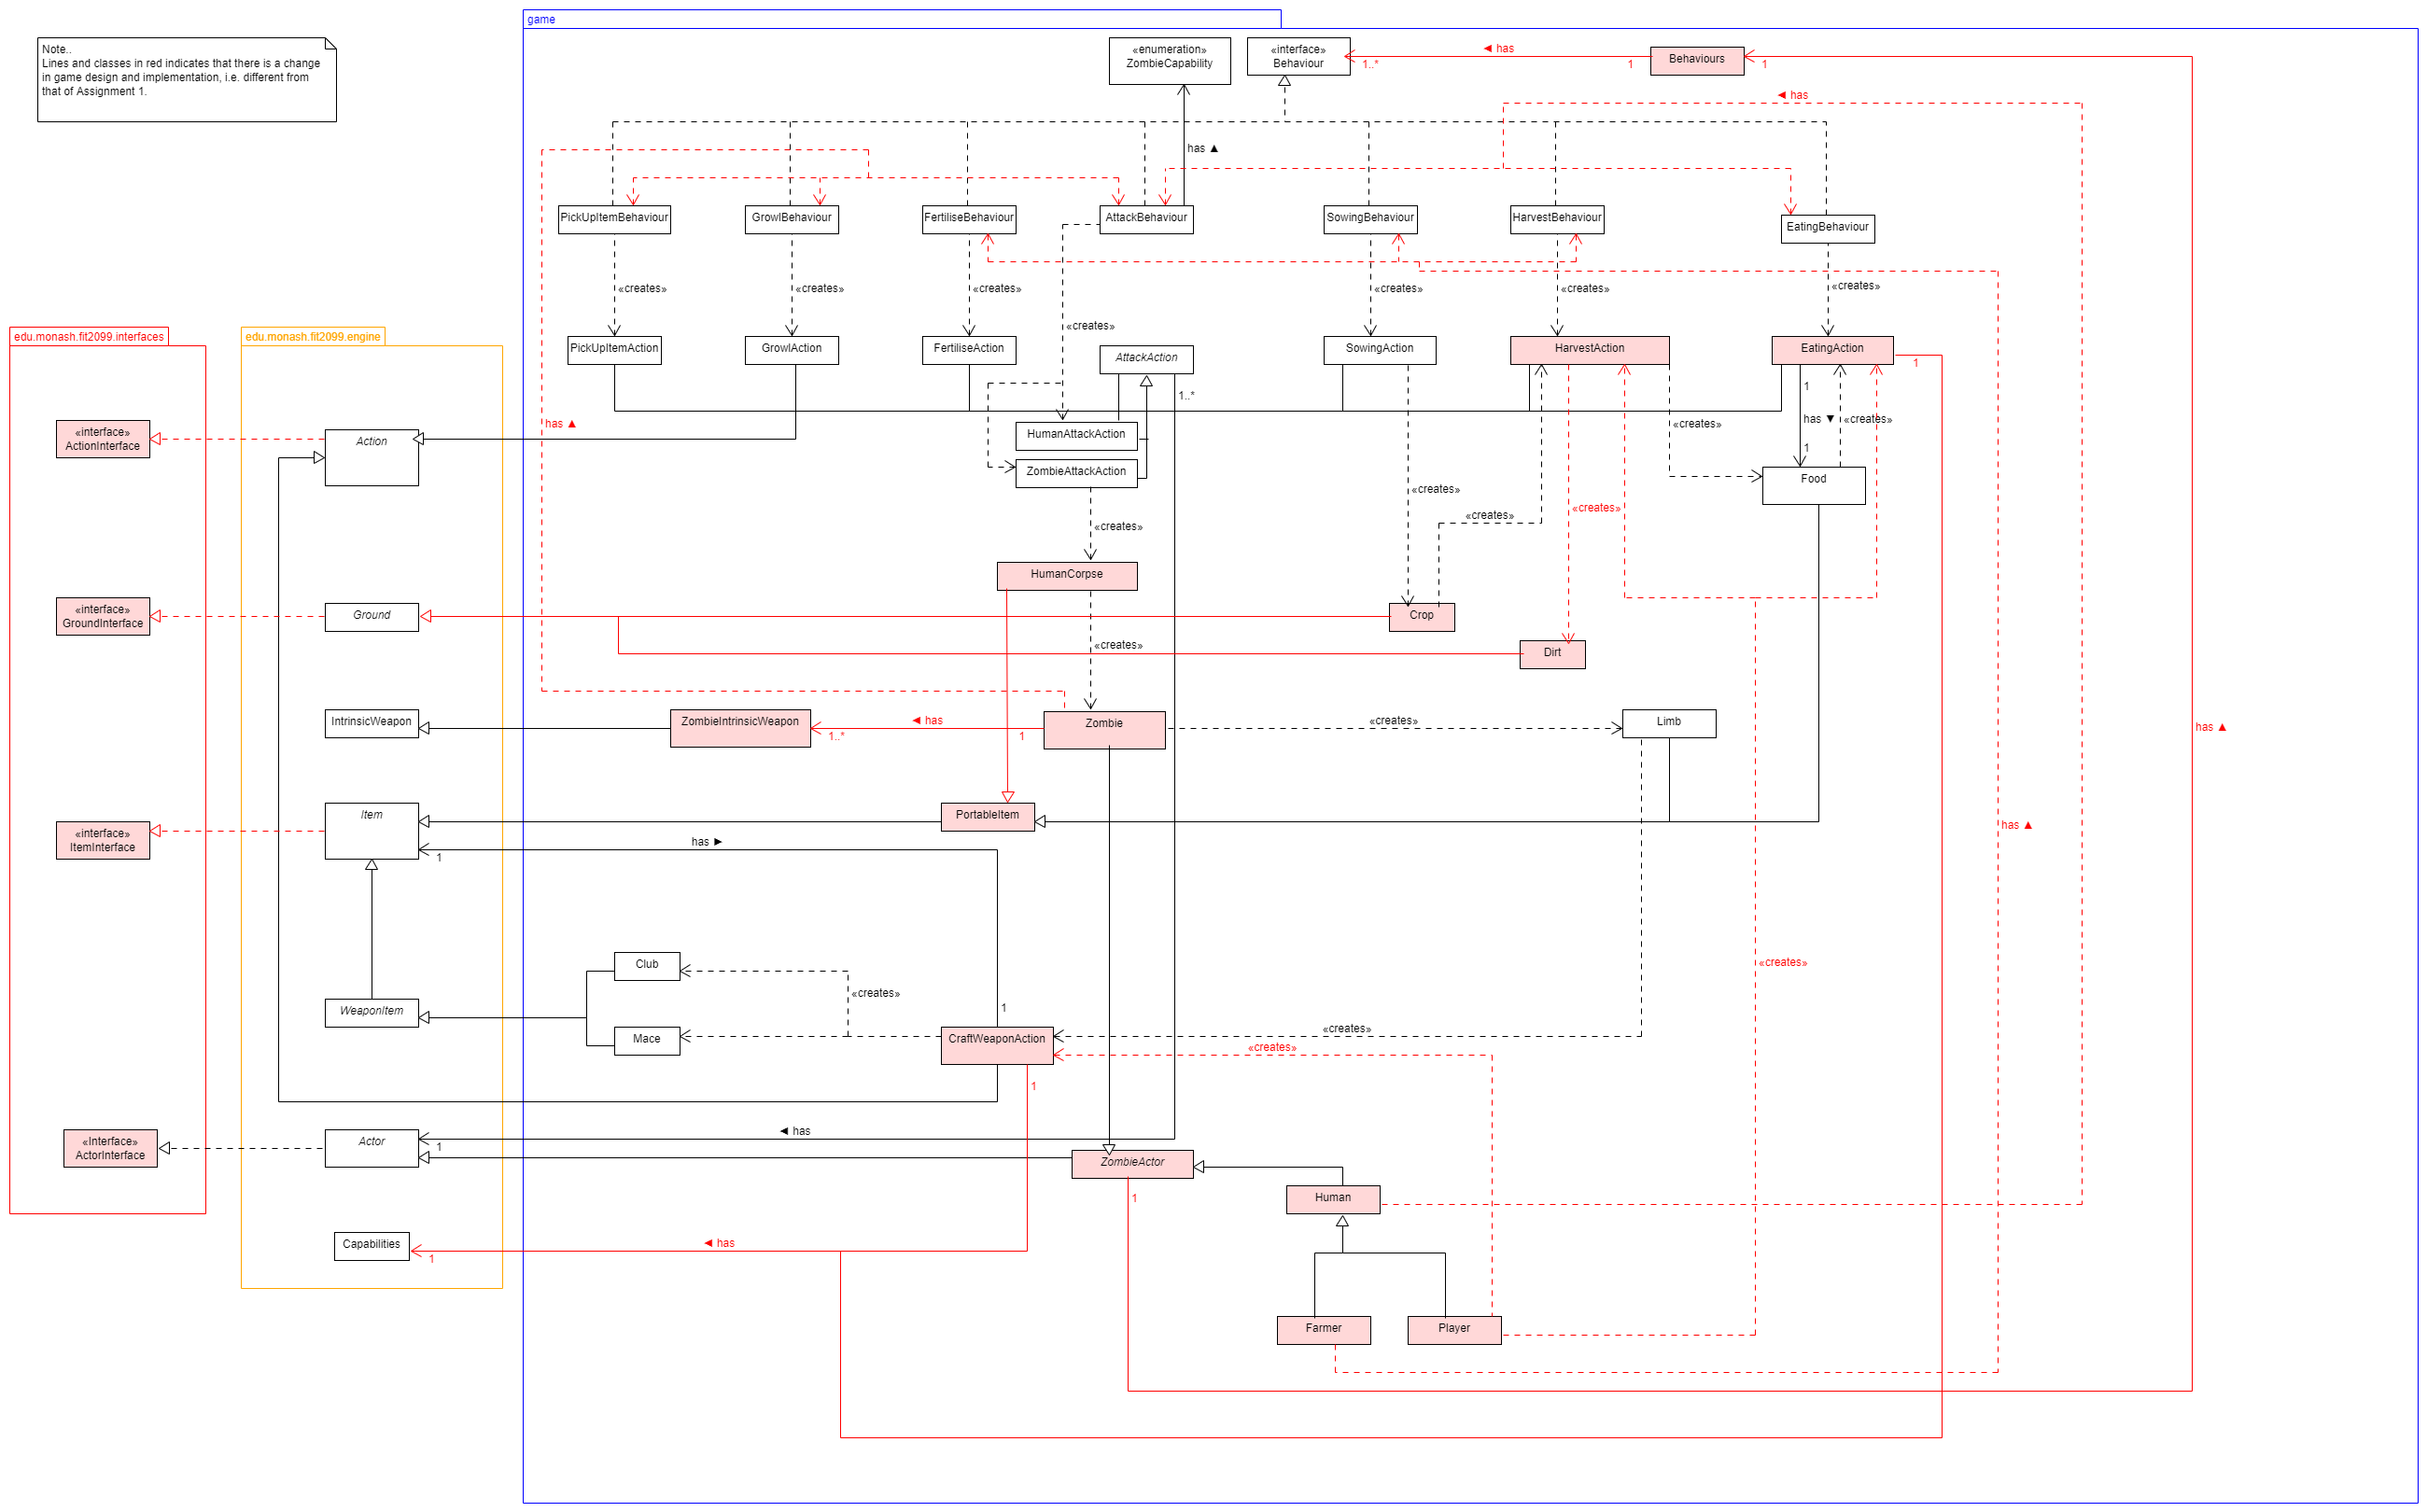 game
Note..
Lines and classes in red indicates that there is a change
in game design and implementation, i.e. different from
that of Assignment 1.
«enumeration»
ZombieCapability
«interface»
Behaviour
◄ has
1..*
1
Behaviours
1
◄ has
has ▲
PickUpItemBehaviour
GrowlBehaviour
FertiliseBehaviour
AttackBehaviour
SowingBehaviour
HarvestBehaviour
EatingBehaviour
«creates»
«creates»
«creates»
«creates»
«creates»
«creates»
«creates»
edu.monash.fit2099.interfaces
edu.monash.fit2099.engine
PickUpItemAction
GrowlAction
FertiliseAction
AttackAction
SowingAction
HarvestAction
EatingAction
1
1..*
1
has ▼
«creates»
1
«creates»
has ▲
«interface»
ActionInterface
Action
HumanAttackAction
ZombieAttackAction
Food
«creates»
«creates»
«creates»
«creates»
HumanCorpse
«interface»
GroundInterface
Ground
Crop
«creates»
Dirt
IntrinsicWeapon
ZombieIntrinsicWeapon
◄ has
1..*
1
Zombie
«creates»
Limb
has ▲
«interface»
ItemInterface
Item
PortableItem
has ►
1
has ▲
Club
«creates»
«creates»
WeaponItem
1
Mace
CraftWeaponAction
«creates»
«creates»
1
«Interface»
ActorInterface
Actor
◄ has
1
ZombieActor
1
Human
Capabilities
◄ has
1
Farmer
Player